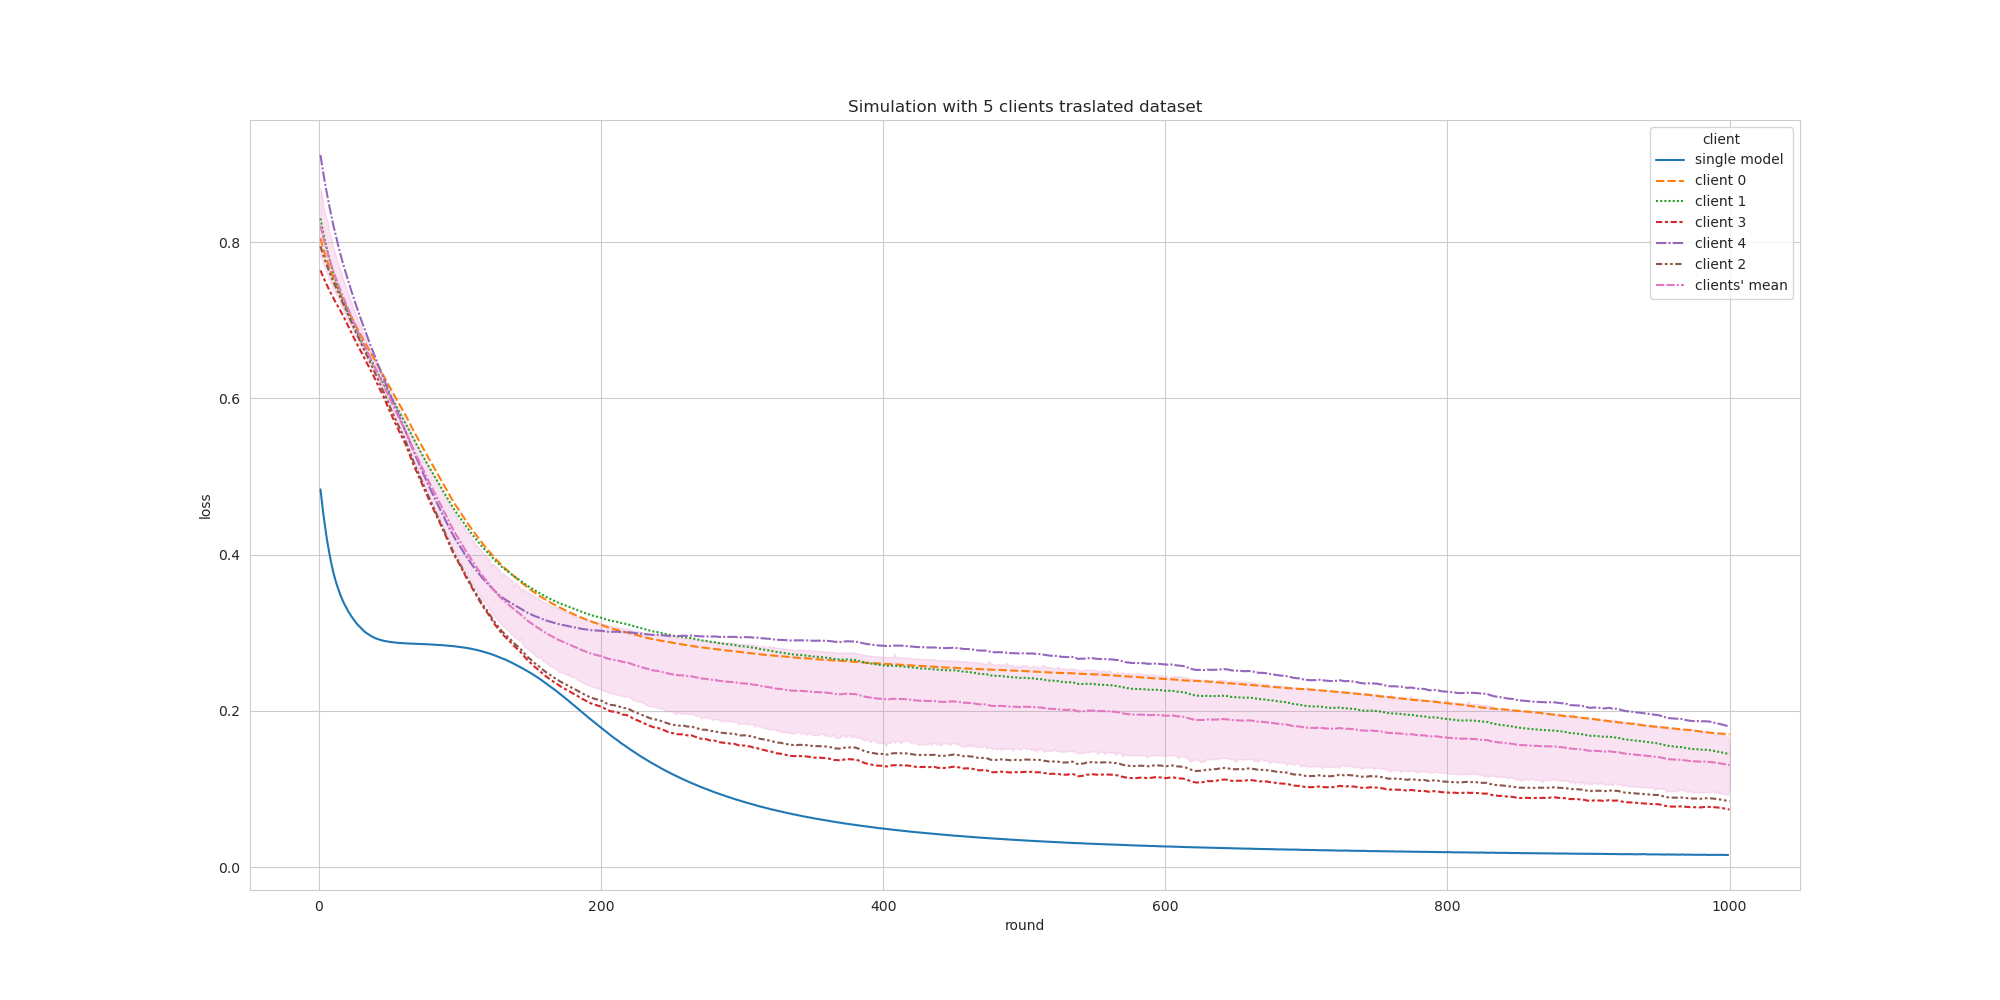 Simulation with 5 clients traslated dataset
client
single model
client 0
client 1
client 3
client 4
client 2
clients' mean
loss
0.8
0.6
0.4
0.2
0.0
0 200 400 600 800 1000
round